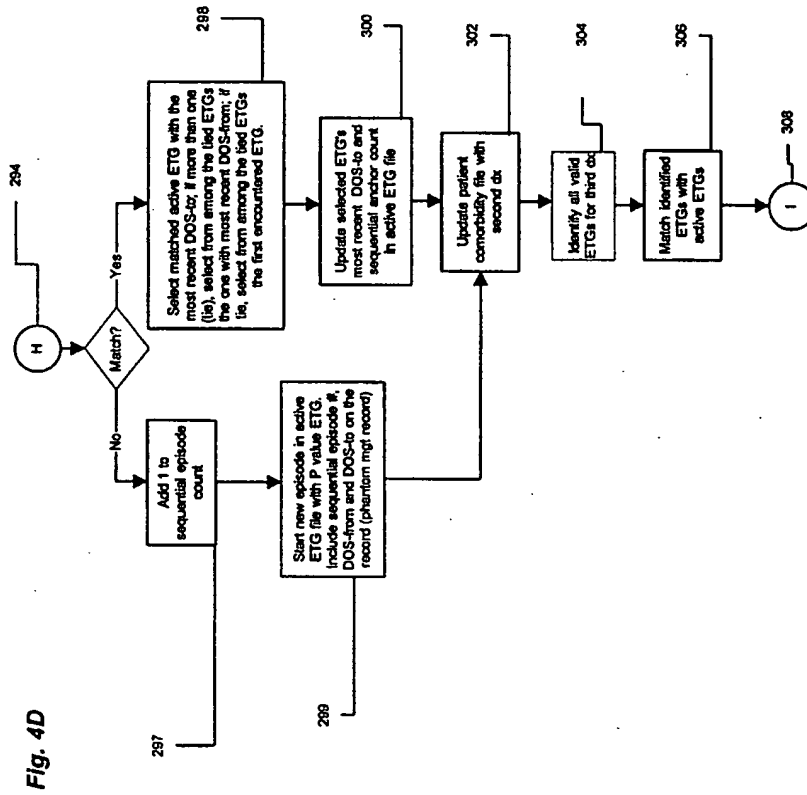 Fig. 4D
294
H
Match?
Yes
No
Select matched active ETG with the
most recent DOS-to; if more than one
(tie), select from among the tied ETGs
the one with most recent DOS-from; if
tie, select from among the tied ETGs
the first encountered ETG.
298
Add 1 to
sequential episode
count
297
Update selected ETG's
most recent DOS-to and
sequential anchor count
in active ETG file
300
Start new episode in active
ETG file with P value ETG.
Include sequential episode #,
DOS-from and DOS-to on the
record (phantom mgt record)
299
Update patient
comorbidity file with
second dx
302
Identify all valid
ETGs for third dx
304
Match identified
ETGs with
active ETGs
306
I
308